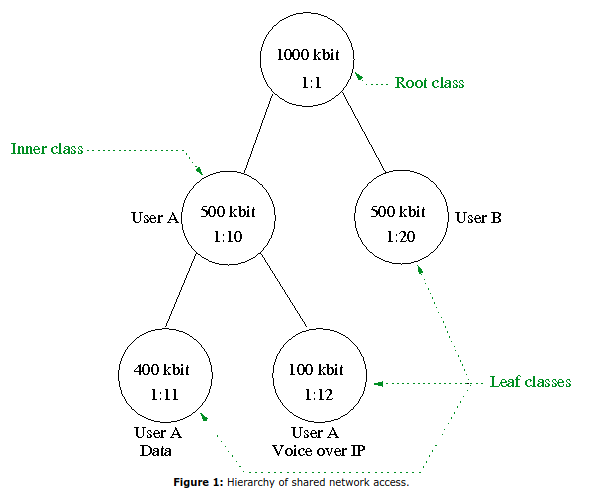 1000 kbit
1:1
Root class
Inner class
User A
500 kbit
1:10
500 kbit
1:20
User B
400 kbit
1:11
100 kbit
1:12
Leaf classes
User A
Data
User A
Voice over IP
Figure 1: Hierarchy of shared network access.